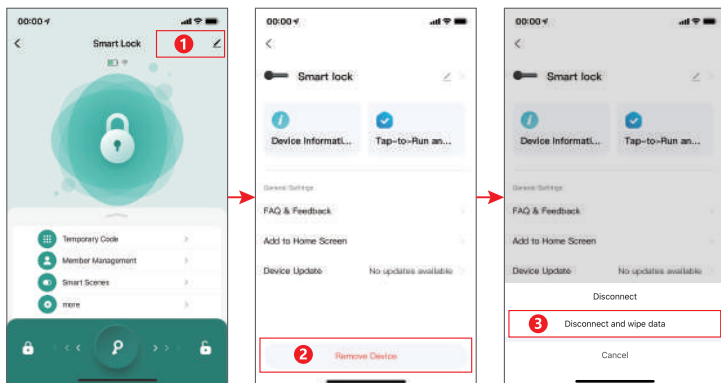 00:00
Smart Lock
1
Temporary Code
Member Management
Smart Scenes
more
00:00
Smart lock
Device Informati...
Tap-to-Run an...
General Settings
FAQ & Feedback
Add to Home Screen
Device Update No updates available
2
Remove Device
00:00
Smart lock
Device Informati...
Tap-to-Run an...
General Settings
FAQ & Feedback
Add to Home Screen
Device Update No updates available
Disconnect
3
Disconnect and wipe data
Cancel